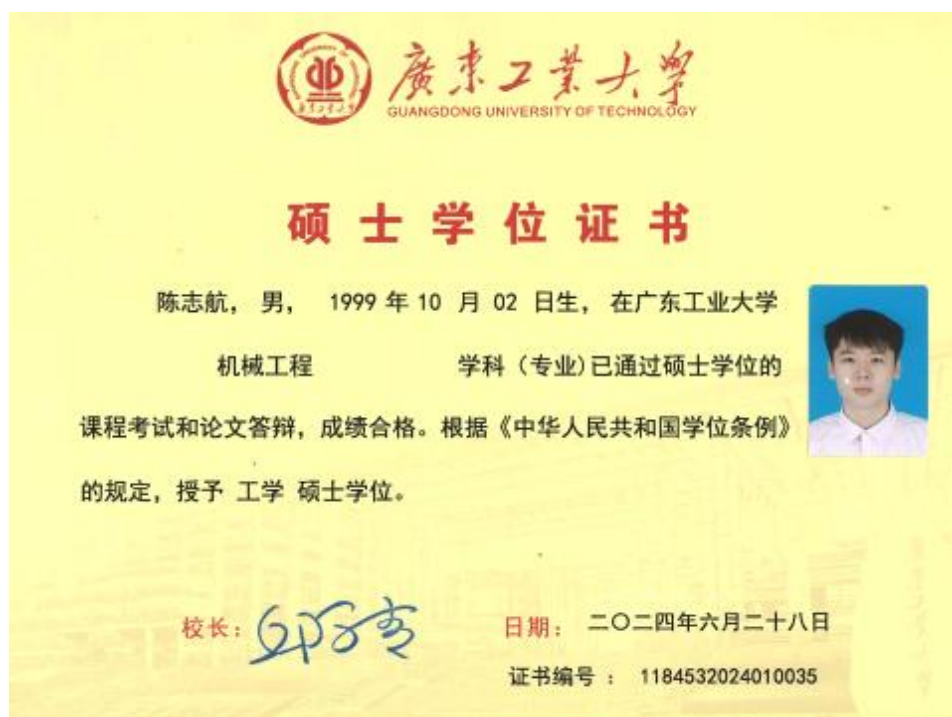 廣東工業大學
GUANGDONG UNIVERSITY OF TECHNOLOGY
硕士学位证书
陈志航，男， 1999 年 10 月 02 日生，在广东工业大学
机械工程 学科（专业）已通过硕士学位的
课程考试和论文答辩，成绩合格。根据《中华人民共和国学位条例》
的规定，授予 工学 硕士学位。
校长：
日期： 二〇二四年六月二十八日
证书编号 ： 1184532024010035